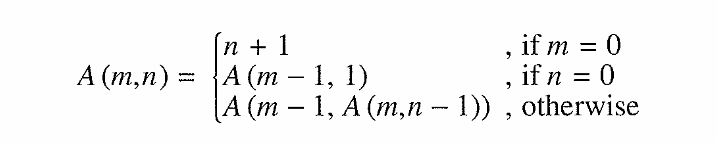 n + 1 , if m = 0
A (m,n) = A (m − 1, 1) , if n = 0
A (m − 1, A (m,n − 1)) , otherwise